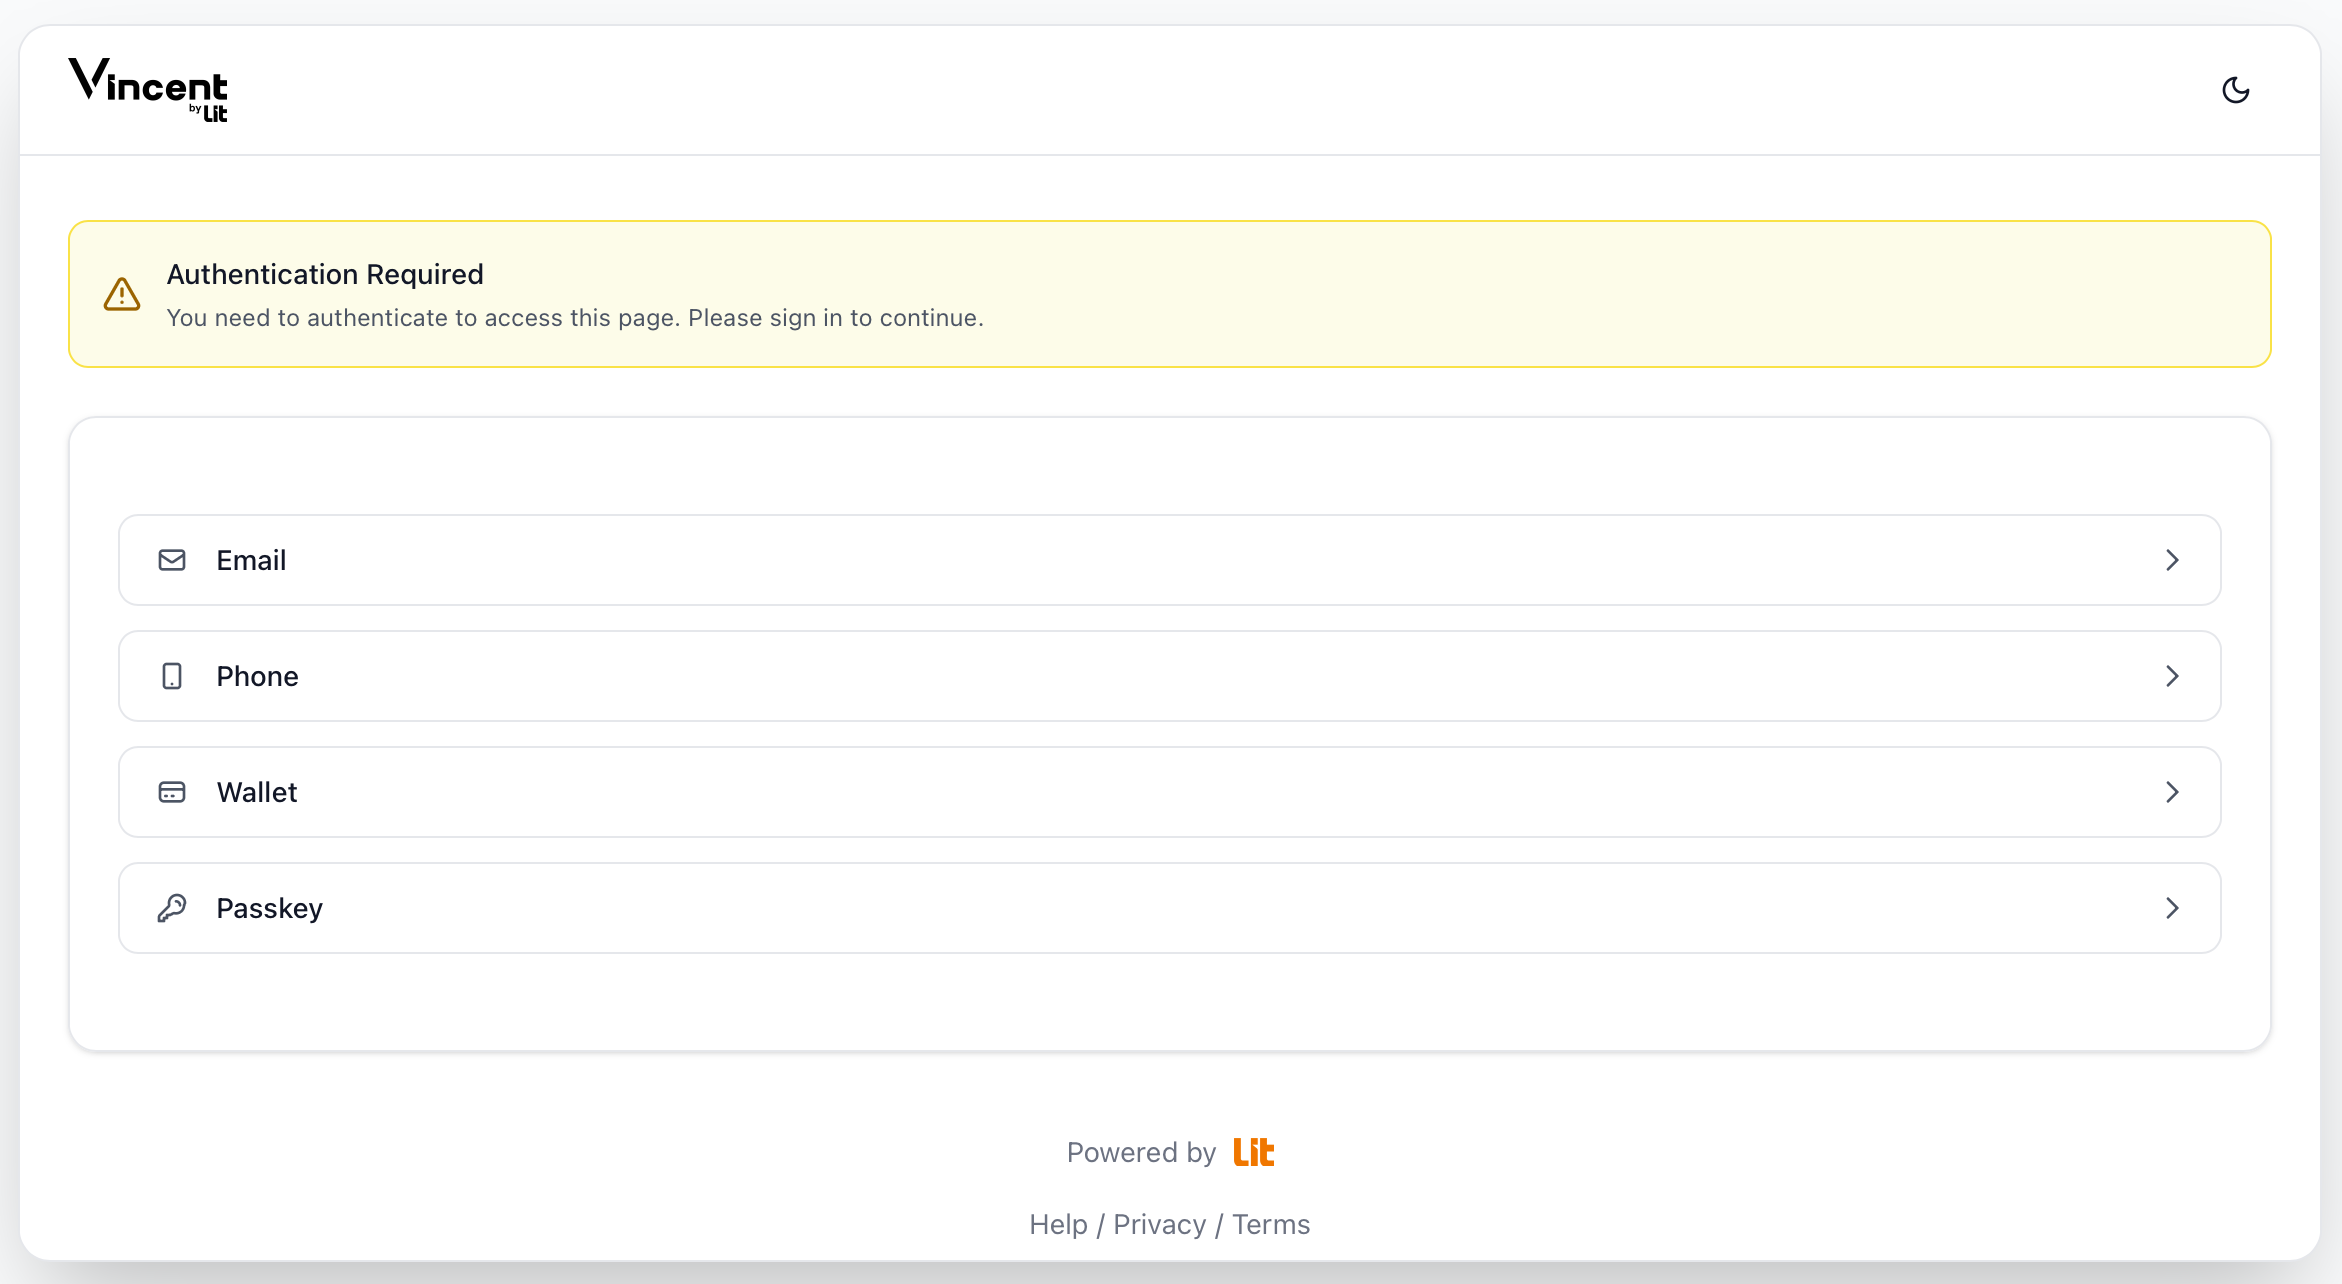 Vincent
by Lit
Authentication Required
You need to authenticate to access this page. Please sign in to continue.
Email
Phone
Wallet
Passkey
Powered by Lit
Help / Privacy / Terms